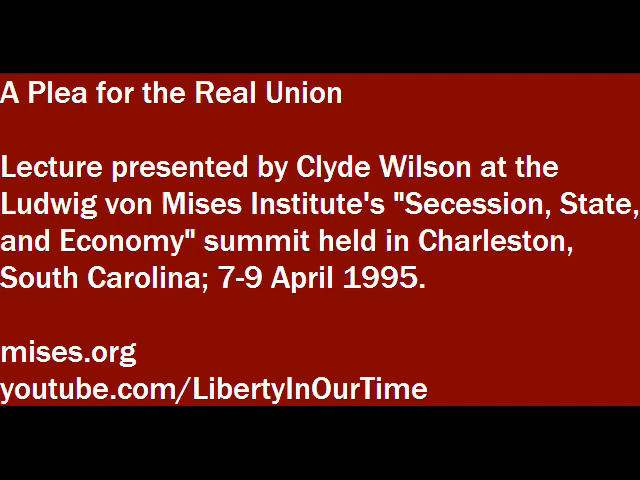 A Plea for the Real Union
Lecture presented by Clyde Wilson at the
Ludwig von Mises Institute's "Secession, State,
and Economy" summit held in Charleston,
South Carolina; 7-9 April 1995.
mises.org
youtube.com/LibertyInOurTime